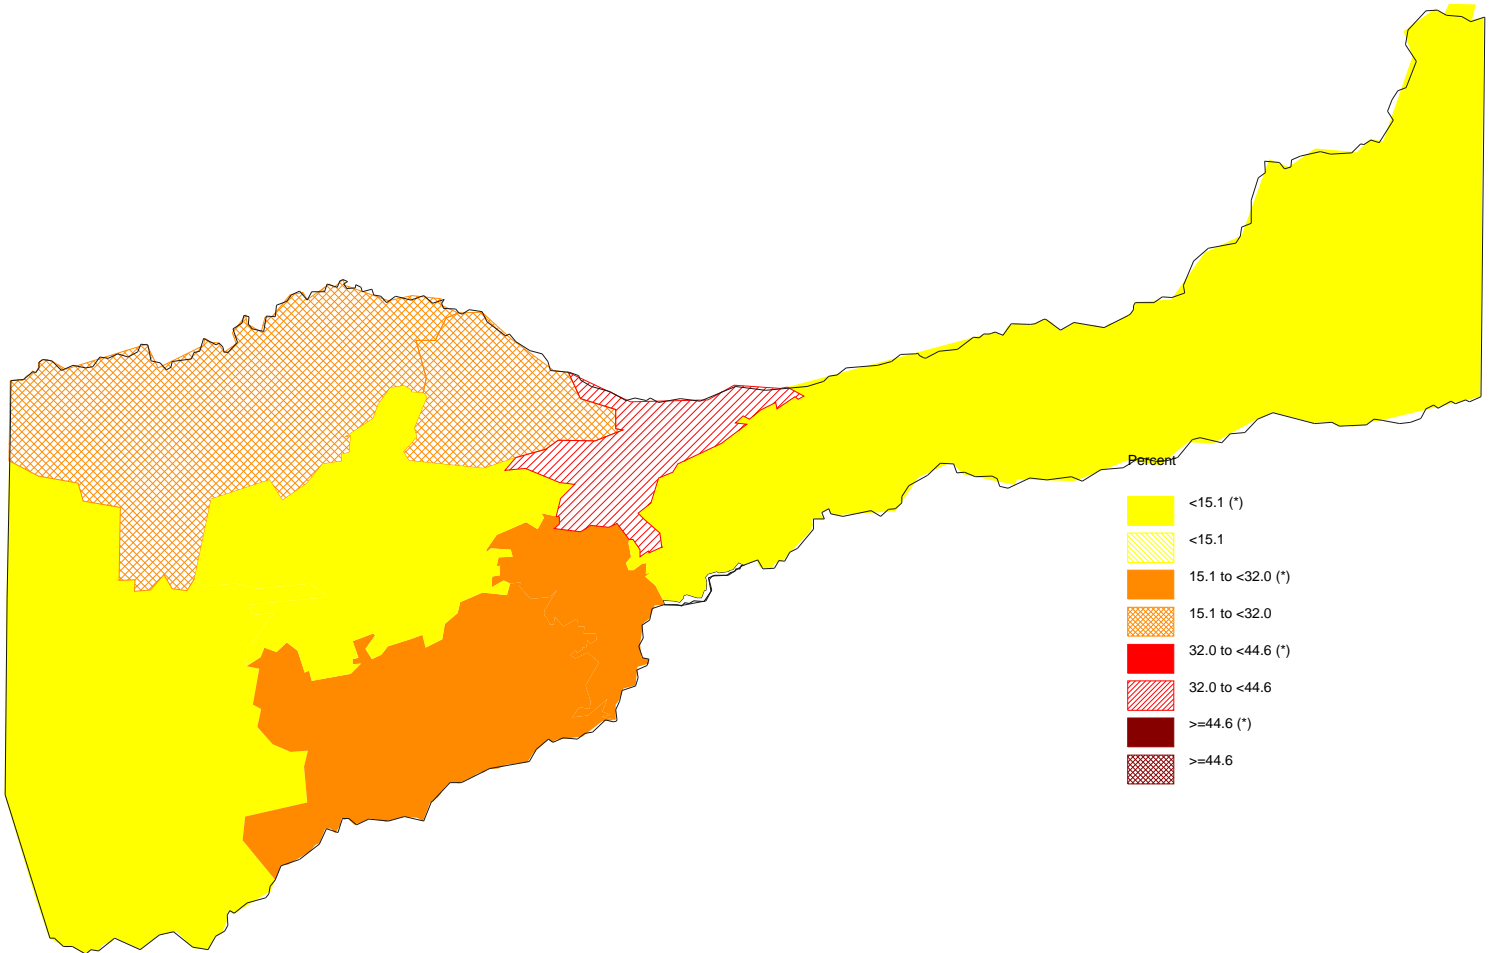 Percent
<15.1 (*)
<15.1
15.1 to <32.0 (*)
15.1 to <32.0
32.0 to <44.6 (*)
32.0 to <44.6
>=44.6 (*)
>=44.6